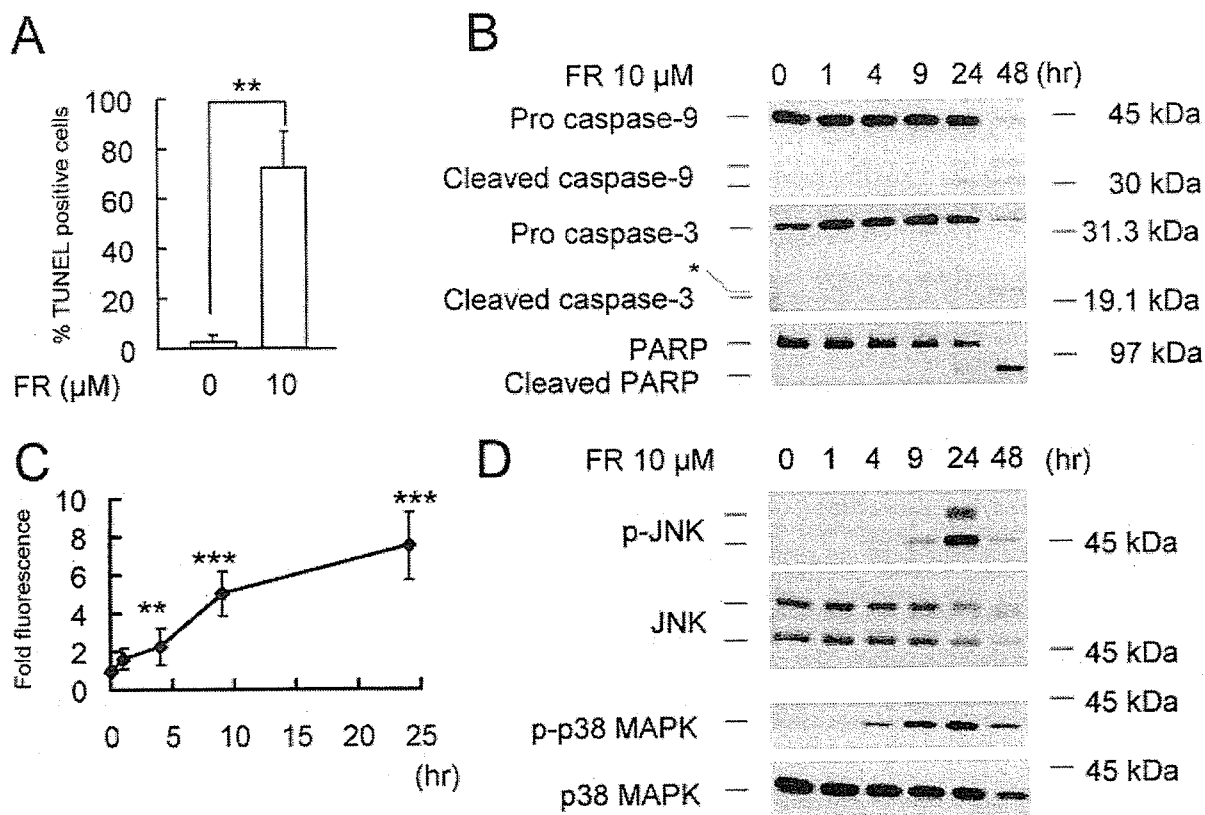 A
**
100
80
60
40
20
0
% TUNEL positive cells
FR (µM)
0 10
B
FR 10 µM 0 1 4 9 24 48 (hr)
Pro caspase-9 45 kDa
Cleaved caspase-9 30 kDa
Pro caspase-3 31.3 kDa
*
Cleaved caspase-3 19.1 kDa
PARP 97 kDa
Cleaved PARP
C
10
8
6
4
2
0
Fold fluorescence
** *** ***
0 5 10 15 20 25
(hr)
D
FR 10 µM 0 1 4 9 24 48 (hr)
p-JNK 45 kDa
JNK 45 kDa
45 kDa
p-p38 MAPK
45 kDa
p38 MAPK